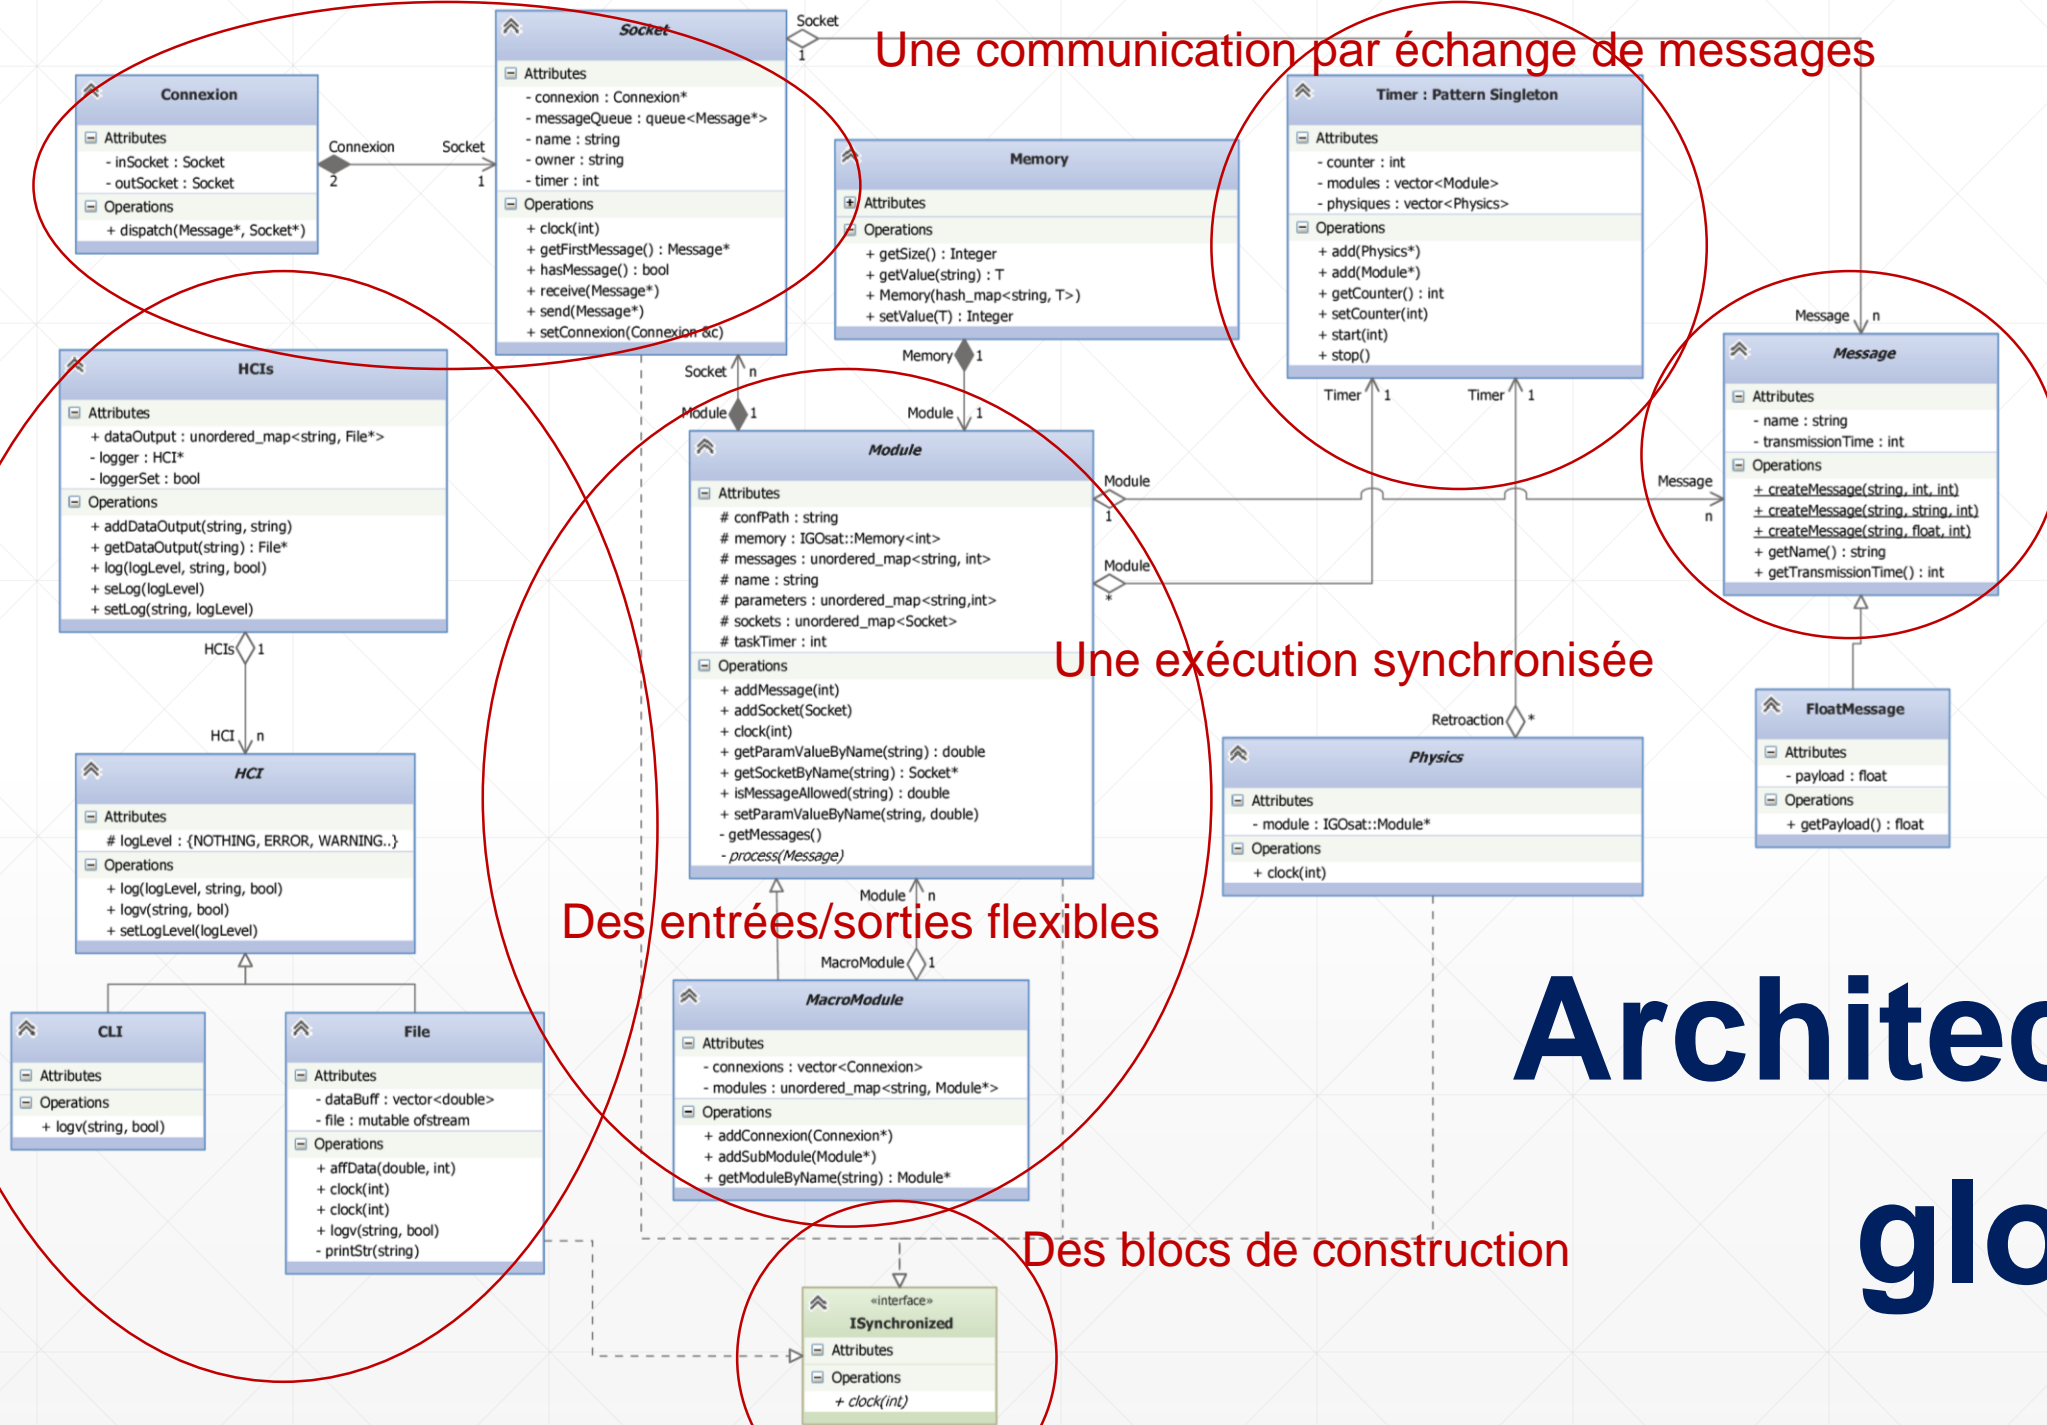 Socket
Attributes
- connexion : Connexion*
- messageQueue : queue<Message*>
- name : string
- owner : string
- timer : int
Operations
+ clock(int)
+ getFirstMessage() : Message*
+ hasMessage() : bool
+ receive(Message*)
+ send(Message*)
+ setConnexion(Connexion &c)
Socket
1
Une communication par échange de messages
Connexion
Attributes
- inSocket : Socket
- outSocket : Socket
Operations
+ dispatch(Message*, Socket*)
Connexion
2
Socket
1
Memory
Attributes
Operations
+ getSize() : Integer
+ getValue(string) : T
+ Memory(hash_map<string, T>)
+ setValue(T) : Integer
Timer : Pattern Singleton
Attributes
- counter : int
- modules : vector<Module>
- physiques : vector<Physics>
Operations
+ add(Physics*)
+ add(Module*)
+ getCounter() : int
+ setCounter(int)
+ start(int)
+ stop()
Message n
Message
Attributes
- name : string
- transmissionTime : int
Operations
+ createMessage(string, int, int)
+ createMessage(string, string, int)
+ createMessage(string, float, int)
+ getName() : string
+ getTransmissionTime() : int
HCIs
Attributes
+ dataOutput : unordered_map<string, File*>
- logger : HCI*
- loggerSet : bool
Operations
+ addDataOutput(string, string)
+ getDataOutput(string) : File*
+ log(logLevel, string, bool)
+ seLog(logLevel)
+ setLog(string, logLevel)
Socket n
Module 1
Memory 1
Module 1
Timer 1
Timer 1
Module
Attributes
# confPath : string
# memory : IGOsat::Memory<int>
# messages : unordered_map<string, int>
# name : string
# parameters : unordered_map<string,int>
# sockets : unordered_map<Socket>
# taskTimer : int
Operations
+ addMessage(int)
+ addSocket(Socket)
+ clock(int)
+ getParamValueByName(string) : double
+ getSocketByName(string) : Socket*
+ isMessageAllowed(string) : double
+ setParamValueByName(string, double)
- getMessages()
- process(Message)
Module
1
Message
n
Module
*
Une exécution synchronisée
HCIs 1
HCI n
HCI
Attributes
# logLevel : {NOTHING, ERROR, WARNING..}
Operations
+ log(logLevel, string, bool)
+ logv(string, bool)
+ setLogLevel(logLevel)
Retroaction *
Physics
Attributes
- module : IGOsat::Module*
Operations
+ clock(int)
FloatMessage
Attributes
- payload : float
Operations
+ getPayload() : float
Module n
Des entrées/sorties flexibles
MacroModule 1
MacroModule
Attributes
- connexions : vector<Connexion>
- modules : unordered_map<string, Module*>
Operations
+ addConnexion(Connexion*)
+ addSubModule(Module*)
+ getModuleByName(string) : Module*
CLI
Attributes
Operations
+ logv(string, bool)
File
Attributes
- dataBuff : vector<double>
- file : mutable ofstream
Operations
+ affData(double, int)
+ clock(int)
+ clock(int)
+ logv(string, bool)
- printStr(string)
Architec
glo
Des blocs de construction
«interface»
ISynchronized
Attributes
Operations
+ clock(int)